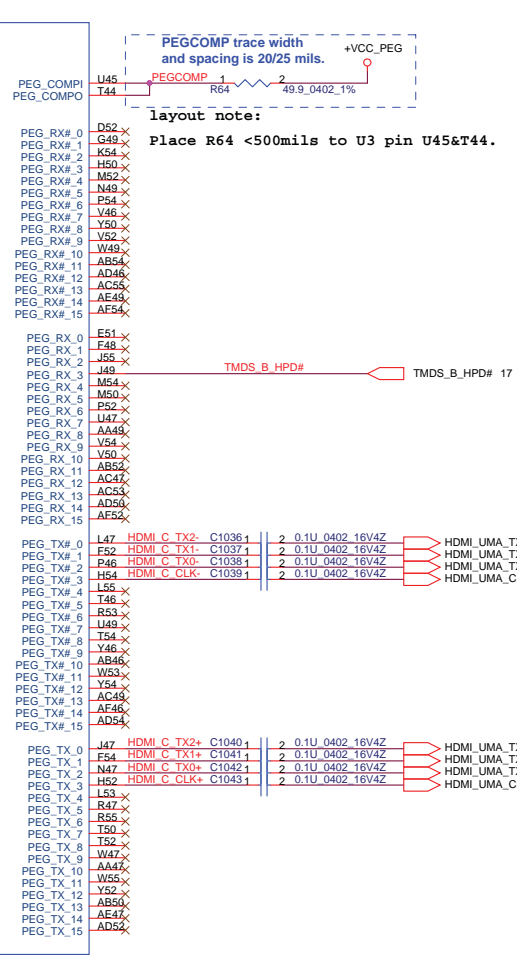 PEGCOMP trace width
and spacing is 20/25 mils.
+VCC_PEG
PEG_COMPI U45 PEGCOMP 1 2
PEG_COMPO T44 R64 49.9_0402_1%
layout note:
Place R64 <500mils to U3 pin U45&T44.
PEG_RX#_0 D52
PEG_RX#_1 G49
PEG_RX#_2 K54
PEG_RX#_3 H50
PEG_RX#_4 M52
PEG_RX#_5 N49
PEG_RX#_6 P54
PEG_RX#_7 V46
PEG_RX#_8 Y50
PEG_RX#_9 V52
PEG_RX#_10 W49
PEG_RX#_11 AB54
PEG_RX#_12 AD46
PEG_RX#_13 AC55
PEG_RX#_14 AE49
PEG_RX#_15 AF54
PEG_RX_0 E51
PEG_RX_1 F48
PEG_RX_2 J55
PEG_RX_3 J49 TMDS_B_HPD# TMDS_B_HPD# 17
PEG_RX_4 M54
PEG_RX_5 M50
PEG_RX_6 P52
PEG_RX_7 U47
PEG_RX_8 AA49
PEG_RX_9 V54
PEG_RX_10 V50
PEG_RX_11 AB52
PEG_RX_12 AC47
PEG_RX_13 AC53
PEG_RX_14 AD50
PEG_RX_15 AF52
PEG_TX#_0 L47 HDMI_C_TX2- C1036 1 2 0.1U_0402_16V4Z HDMI_UMA_T
PEG_TX#_1 F52 HDMI_C_TX1- C1037 1 2 0.1U_0402_16V4Z HDMI_UMA_T
PEG_TX#_2 P46 HDMI_C_TX0- C1038 1 2 0.1U_0402_16V4Z HDMI_UMA_T
PEG_TX#_3 H54 HDMI_C_CLK- C1039 1 2 0.1U_0402_16V4Z HDMI_UMA_C
PEG_TX#_4 L55
PEG_TX#_5 T46
PEG_TX#_6 R53
PEG_TX#_7 U49
PEG_TX#_8 T54
PEG_TX#_9 Y46
PEG_TX#_10 AB46
PEG_TX#_11 W53
PEG_TX#_12 Y54
PEG_TX#_13 AC49
PEG_TX#_14 AF46
PEG_TX#_15 AD54
PEG_TX_0 J47 HDMI_C_TX2+ C1040 1 2 0.1U_0402_16V4Z HDMI_UMA_T
PEG_TX_1 F54 HDMI_C_TX1+ C1041 1 2 0.1U_0402_16V4Z HDMI_UMA_T
PEG_TX_2 N47 HDMI_C_TX0+ C1042 1 2 0.1U_0402_16V4Z HDMI_UMA_T
PEG_TX_3 H52 HDMI_C_CLK+ C1043 1 2 0.1U_0402_16V4Z HDMI_UMA_C
PEG_TX_4 L53
PEG_TX_5 R47
PEG_TX_6 R55
PEG_TX_7 T50
PEG_TX_8 T52
PEG_TX_9 W47
PEG_TX_10 AA47
PEG_TX_11 W55
PEG_TX_12 Y52
PEG_TX_13 AB50
PEG_TX_14 AE47
PEG_TX_15 AD52